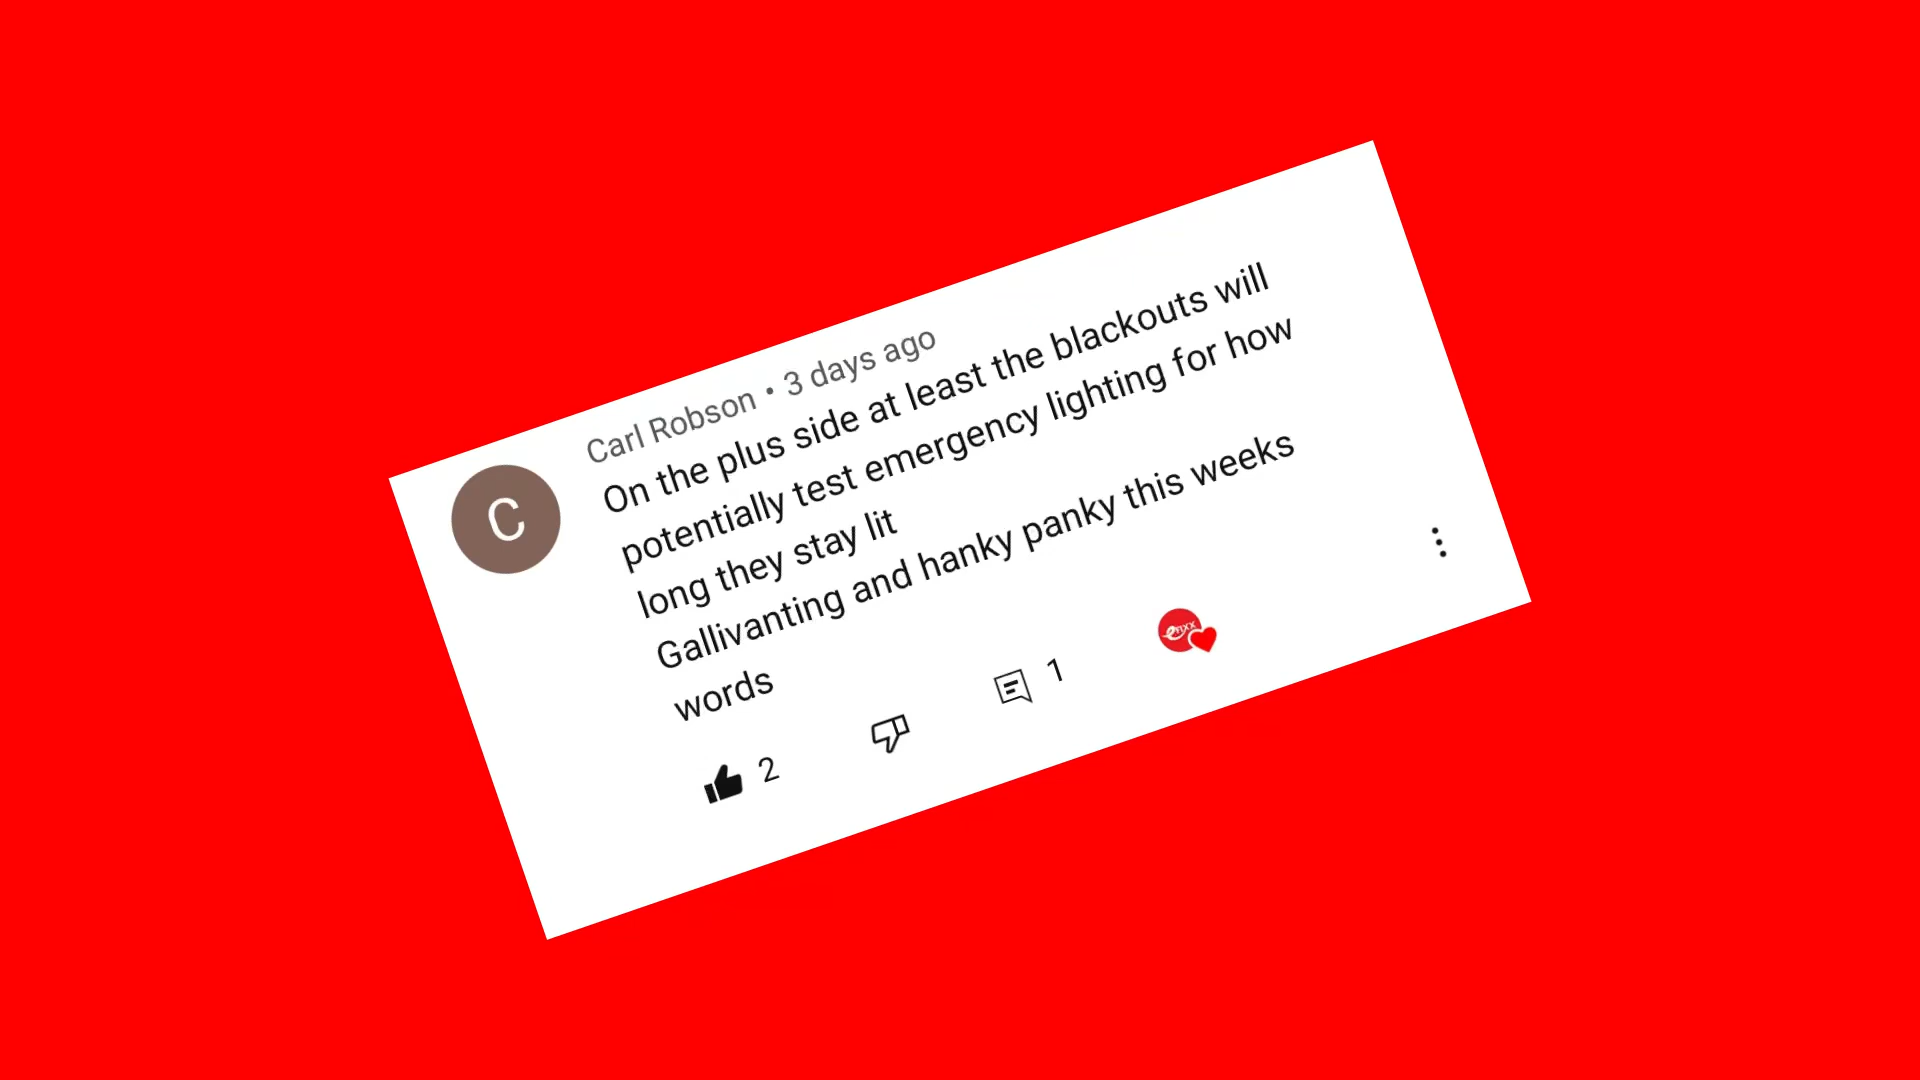 Carl Robson • 3 days ago
C
On the plus side at least the blackouts will
potentially test emergency lighting for how
long they stay lit
Gallivanting and hanky panky this weeks
words
2
1
efixx